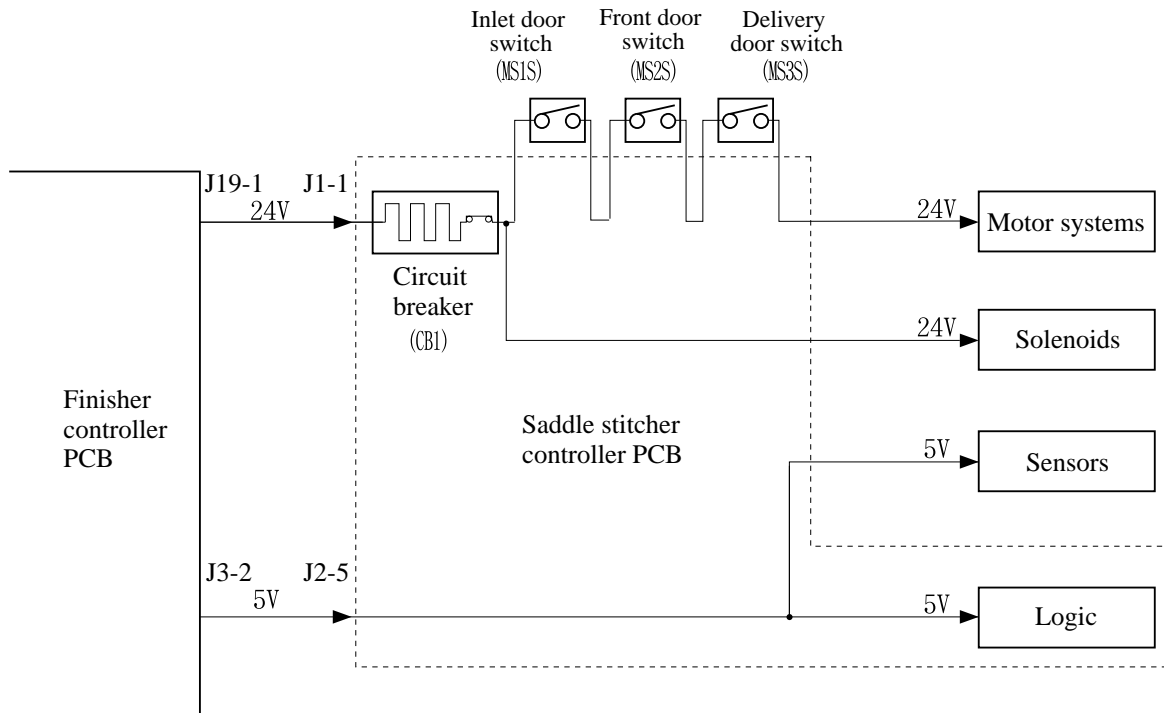 Inlet door
switch
(MS1S)
Front door
switch
(MS2S)
Delivery
door switch
(MS3S)
J19-1
J1-1
24V
24V
Motor systems
Circuit
breaker
(CB1)
24V
Solenoids
Finisher
controller
PCB
Saddle stitcher
controller PCB
5V
Sensors
J3-2
J2-5
5V
5V
Logic